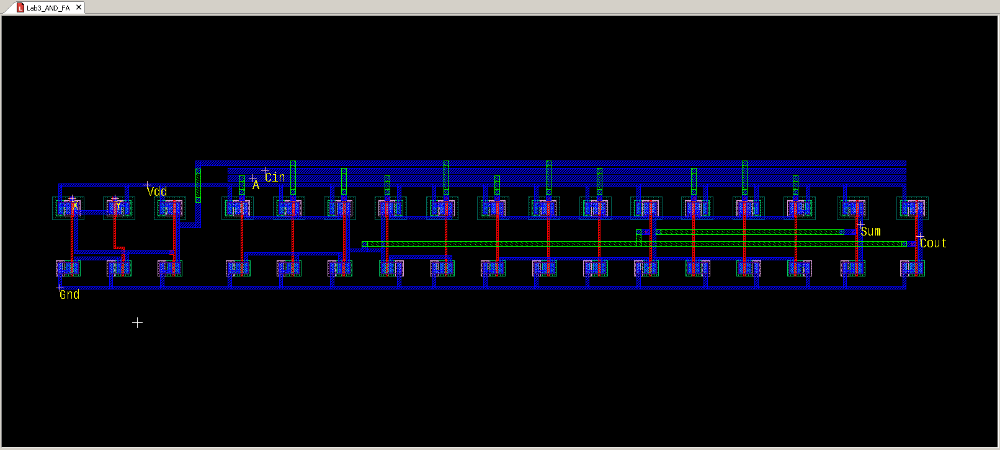 Lab3_AND_FA
Cin
A
Vdd
X
Y
Sum
Cout
Gnd